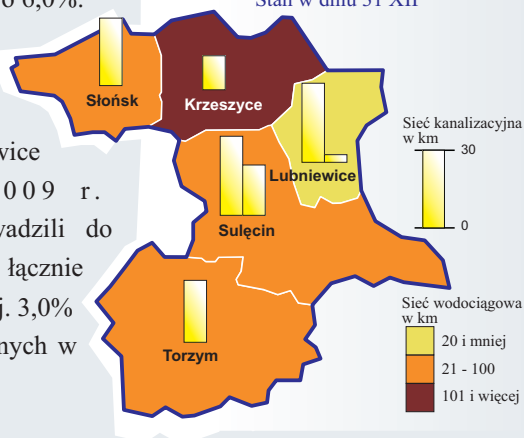 o 6,0%.
Stan w dniu 31 XII
Słońsk
Krzeszyce
Lubniewice
Sulęcin
Torzym
wice
009 r.
wadzili do
łącznie
j. 3,0%
nych w
Sieć kanalizacyjna
w km
30
0
Sieć wodociągowa
w km
20 i mniej
21 - 100
101 i więcej